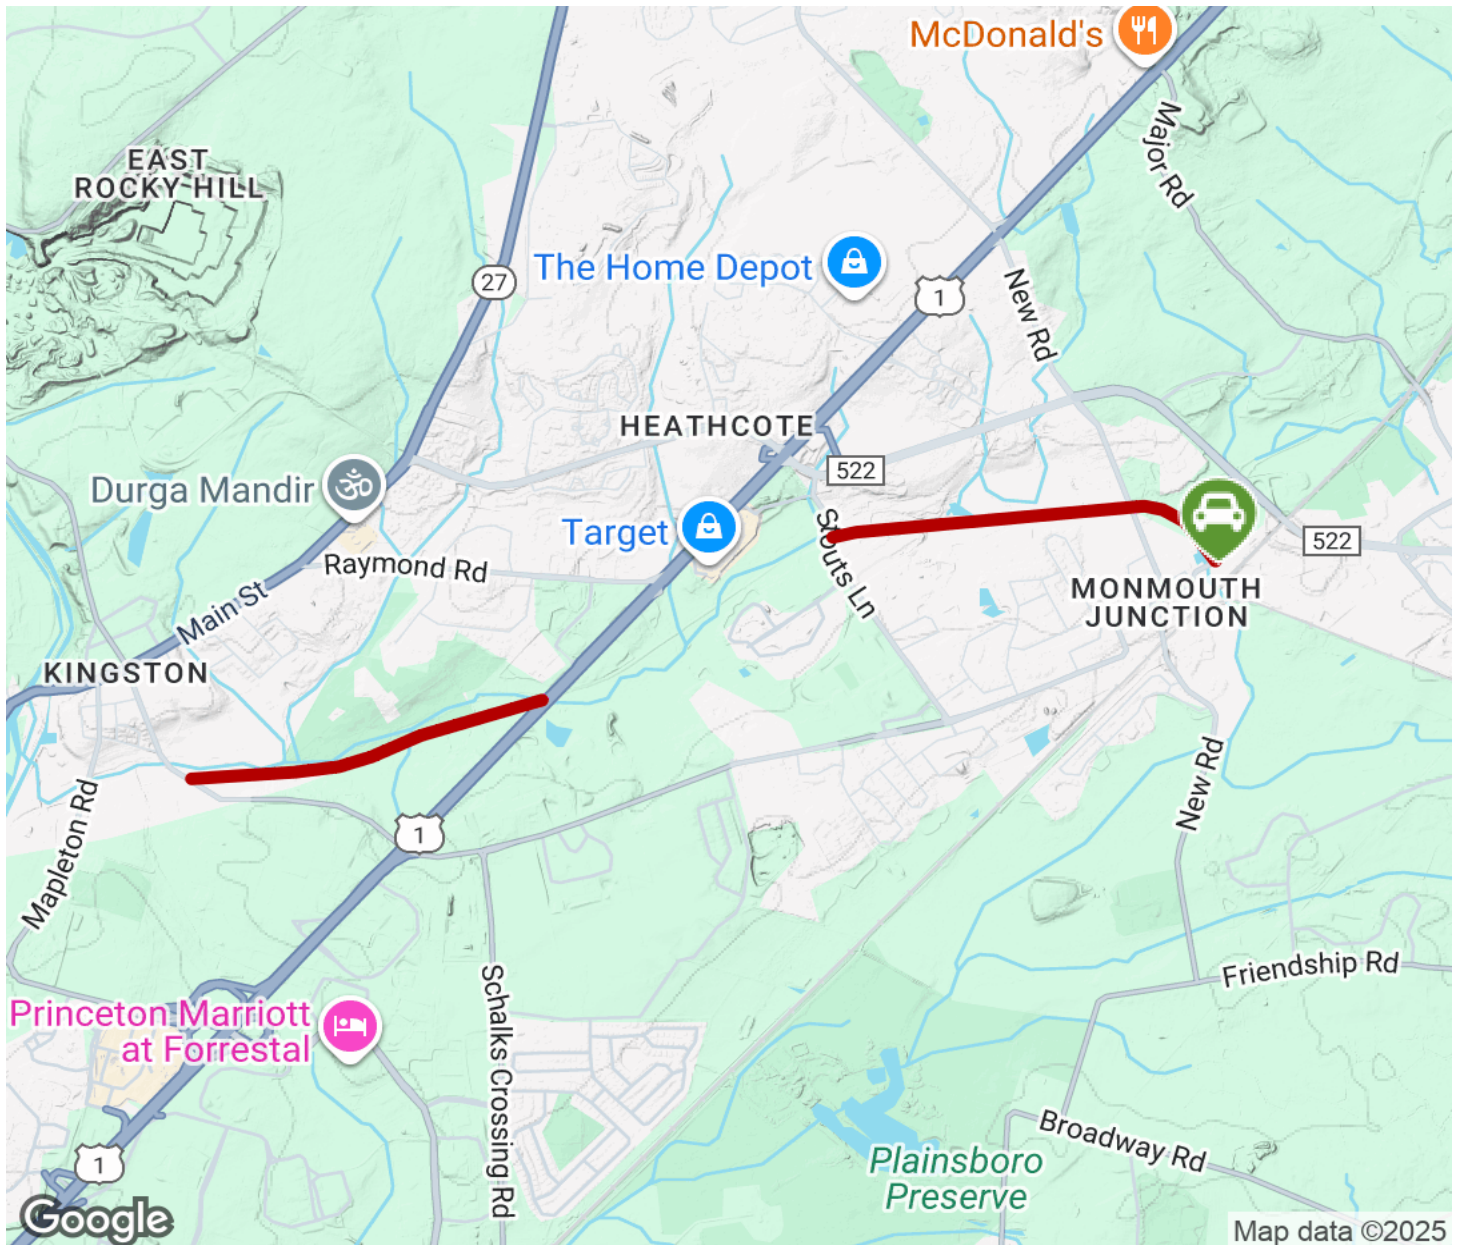 McDonald's
Major Rd
EAST
ROCKY HILL
27
The Home Depot
1
New Rd
HEATHCOTE
522
Durga Mandir
Target
Stouts Ln
522
Raymond Rd
MONMOUTH
JUNCTION
Main St
KINGSTON
New Rd
Mapleton Rd
1
Friendship Rd
Schalks Crossing Rd
Princeton Marriott
at Forrestal
Broadway Rd
1
Plainsboro
Preserve
Google
Map data ©2025